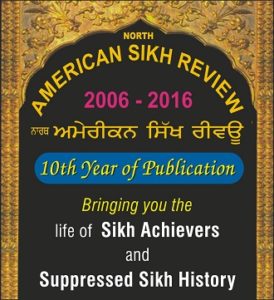 NORTH
AMERICAN SIKH REVIEW
2006 - 2016
ਨਾਰਥ ਅਮੇਰੀਕਨ ਸਿੱਖ ਰੀਵਿਊ
10th Year of Publication
Bringing you the
life of Sikh Achievers
and
Suppressed Sikh History